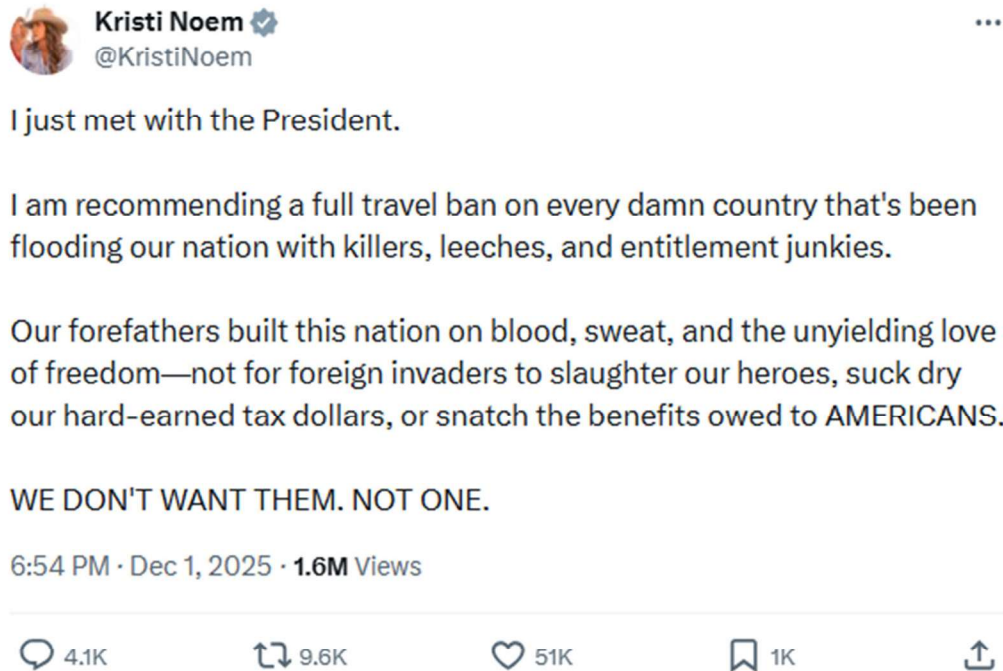 Kristi Noem
@KristiNoem
I just met with the President.
I am recommending a full travel ban on every damn country that's been
flooding our nation with killers, leeches, and entitlement junkies.
Our forefathers built this nation on blood, sweat, and the unyielding love
of freedom—not for foreign invaders to slaughter our heroes, suck dry
our hard-earned tax dollars, or snatch the benefits owed to AMERICANS.
WE DON'T WANT THEM. NOT ONE.
6:54 PM · Dec 1, 2025 · 1.6M Views
4.1K 9.6K 51K 1K